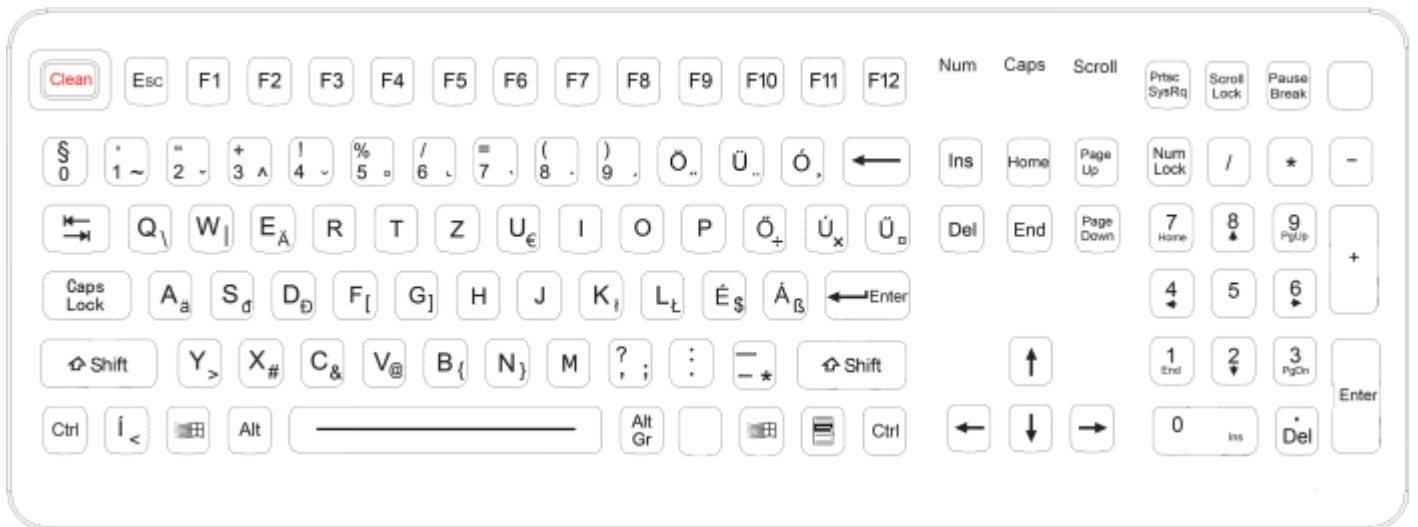 Clean Esc F1 F2 F3 F4 F5 F6 F7 F8 F9 F10 F11 F12 Num Caps Scroll Prtsc Scroll Pause
SysRq Lock Break
§ ' " + ! % / = ( ) Ö ¨ Ü ¨ Ó ¸ Ins Home Page Num / * -
0 1 ~ 2 ˇ 3 ^ 4 ˘ 5 ° 6 ˛ 7 ` 8 ˙ 9 ´ Up Lock
Q \ W | E Ä R T Z U € I O P Ő ÷ Ú × Ű ¤ Del End Page 7 8 9 +
Down Home PgUp
Caps A ä S đ D Đ F [ G ] H J K ł L Ł É $ Á ß Enter 4 5 6
Lock
Shift Y > X # C & V @ B { N } M ? : _ Shift 1 2 3 Enter
, ; . - * End PgDn
Ctrl Í < Alt Alt Ctrl 0 .
Gr Ins Del